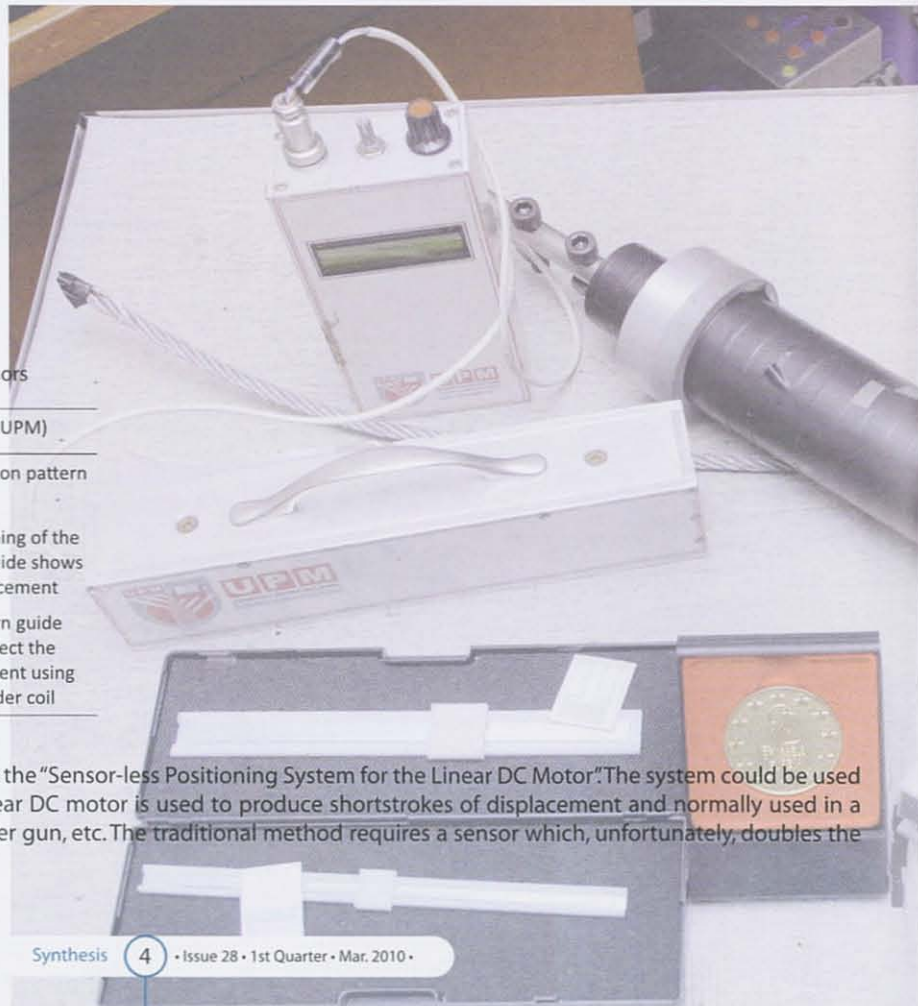 ors
UPM)
on pattern
ing of the
ide shows
cement
rn guide
ect the
ent using
der coil
UPM
UPM
the “Sensor-less Positioning System for the Linear DC Motor”.The system could be used
ear DC motor is used to produce shortstrokes of displacement and normally used in a
er gun, etc. The traditional method requires a sensor which, unfortunately, doubles the
Synthesis 4 • Issue 28 • 1st Quarter • Mar. 2010 •